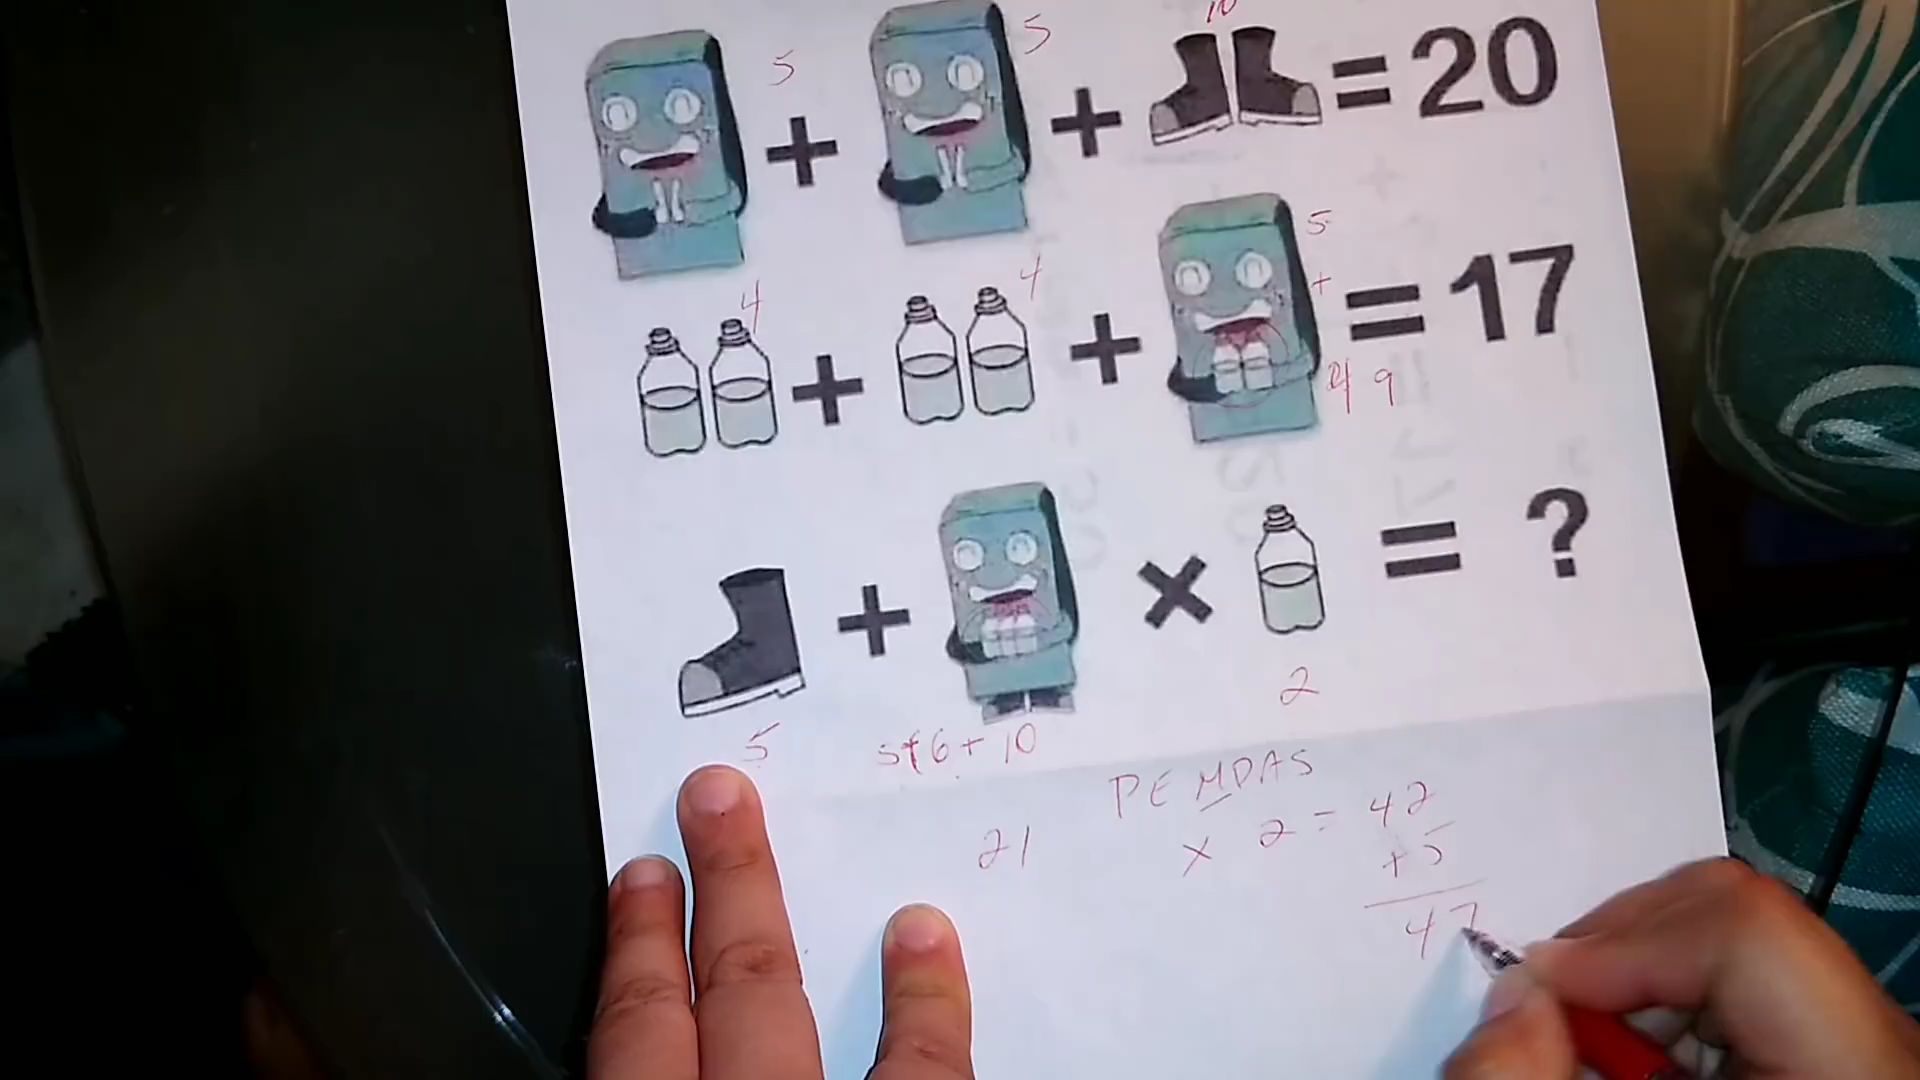 5 + 5 + 10 = 20
4 + 4 + 5 + 4 9 = 17
+ × = ?
5 5+6+10 2
PEMDAS
21 × 2 = 42
+5
47